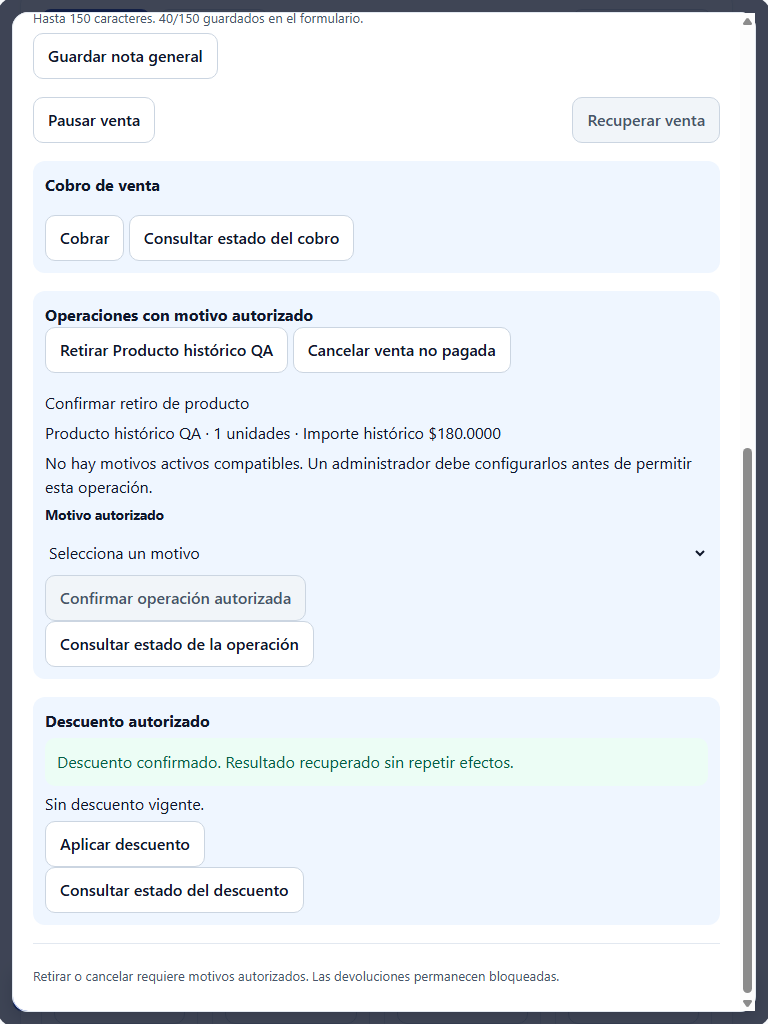 Hasta 150 caracteres. 40/150 guardados en el formulario.
Guardar nota general
Pausar venta
Recuperar venta
Cobro de venta
Cobrar
Consultar estado del cobro
Operaciones con motivo autorizado
Retirar Producto histórico QA
Cancelar venta no pagada
Confirmar retiro de producto
Producto histórico QA · 1 unidades · Importe histórico $180.0000
No hay motivos activos compatibles. Un administrador debe configurarlos antes de permitir
esta operación.
Motivo autorizado
Selecciona un motivo
Confirmar operación autorizada
Consultar estado de la operación
Descuento autorizado
Descuento confirmado. Resultado recuperado sin repetir efectos.
Sin descuento vigente.
Aplicar descuento
Consultar estado del descuento
Retirar o cancelar requiere motivos autorizados. Las devoluciones permanecen bloqueadas.